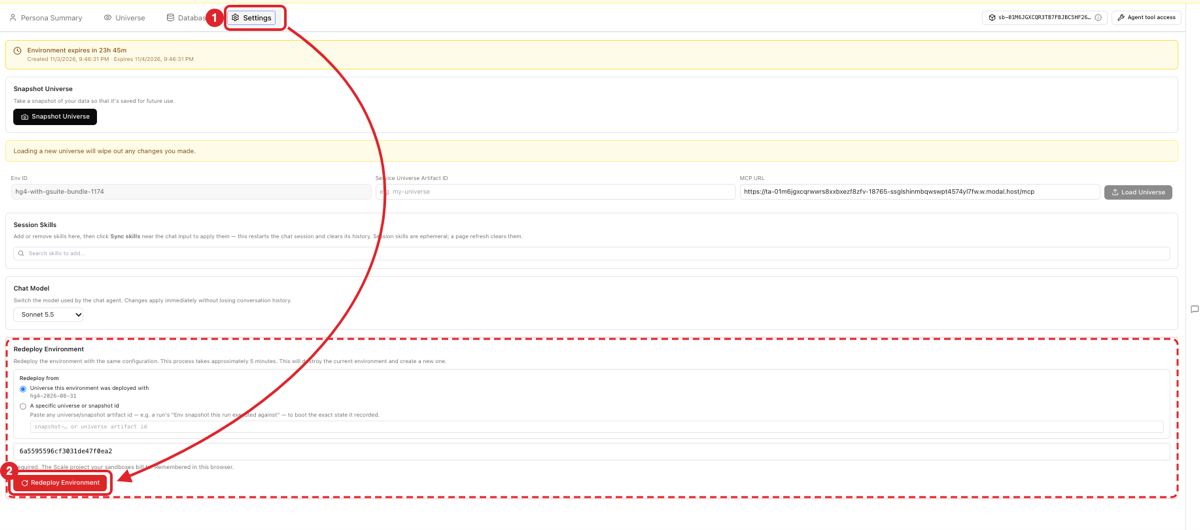 Persona Summary
Universe
Databas
1
Settings
sb-01M6JGXCQR3TB7FBJBC5HF26…
Agent tool access
Environment expires in 23h 45m
Created 11/3/2026, 9:46:31 PM · Expires 11/4/2026, 9:46:31 PM
Snapshot Universe
Take a snapshot of your data so that it's saved for future use.
Snapshot Universe
Loading a new universe will wipe out any changes you made.
Env ID
Service Universe Artifact ID
MCP URL
hg4-with-gsuite-bundle-1174
e.g. my-universe
https://ta-01m6jgxcqrwwrs8xxbxezf8zfv-18765-ssglshinmbqwswpt4574yl7fw.w.modal.host/mcp
Load Universe
Session Skills
Add or remove skills here, then click Sync skills near the chat input to apply them — this restarts the chat session and clears its history. Session skills are ephemeral; a page refresh clears them.
Search skills to add...
Chat Model
Switch the model used by the chat agent. Changes apply immediately without losing conversation history.
Sonnet 5.5
Redeploy Environment
Redeploy the environment with the same configuration. This process takes approximately 5 minutes. This will destroy the current environment and create a new one.
Redeploy from
Universe this environment was deployed with
hg4-2026-08-31
A specific universe or snapshot id
Paste any universe/snapshot artifact id — e.g. a run's "Env snapshot this run executed against" — to boot the exact state it recorded.
snapshot-… or universe artifact id
6a5595596cf3031de47f0ea2
Required. The Scale project your sandboxes bill to. Remembered in this browser.
2
Redeploy Environment